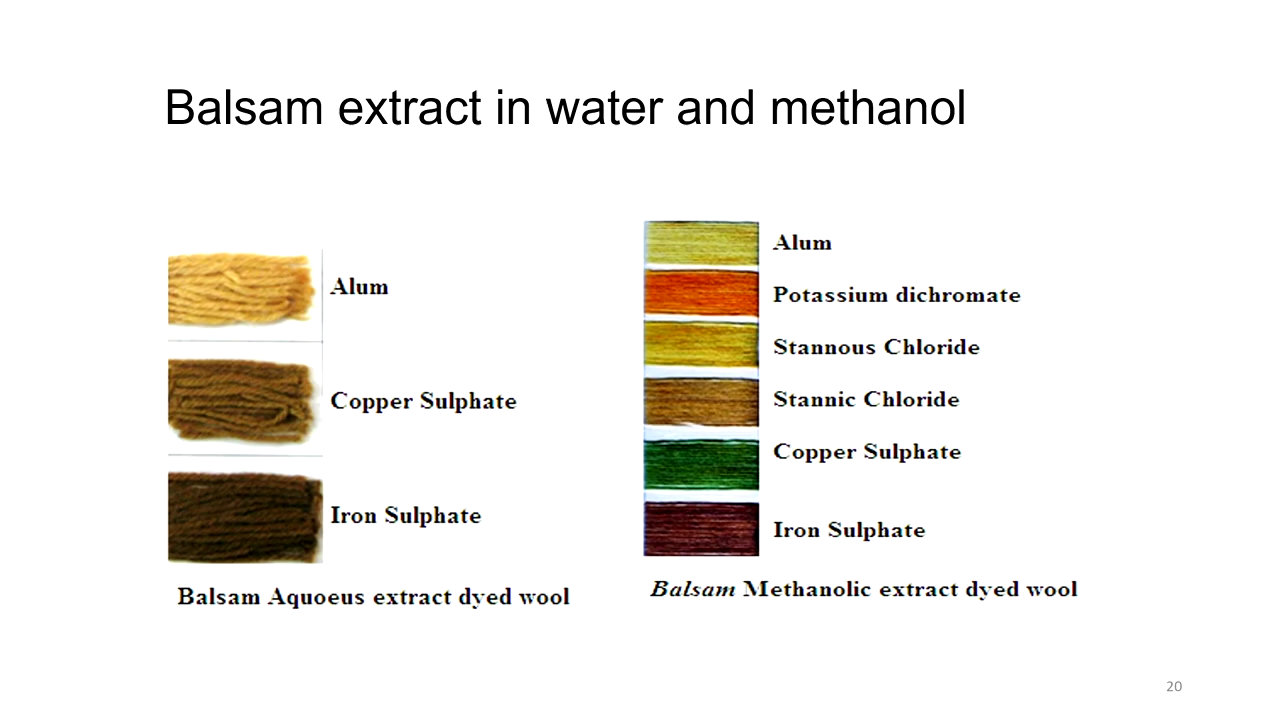 Balsam extract in water and methanol
Alum
Copper Sulphate
Iron Sulphate
Balsam Aquoeus extract dyed wool
Alum
Potassium dichromate
Stannous Chloride
Stannic Chloride
Copper Sulphate
Iron Sulphate
Balsam Methanolic extract dyed wool
20